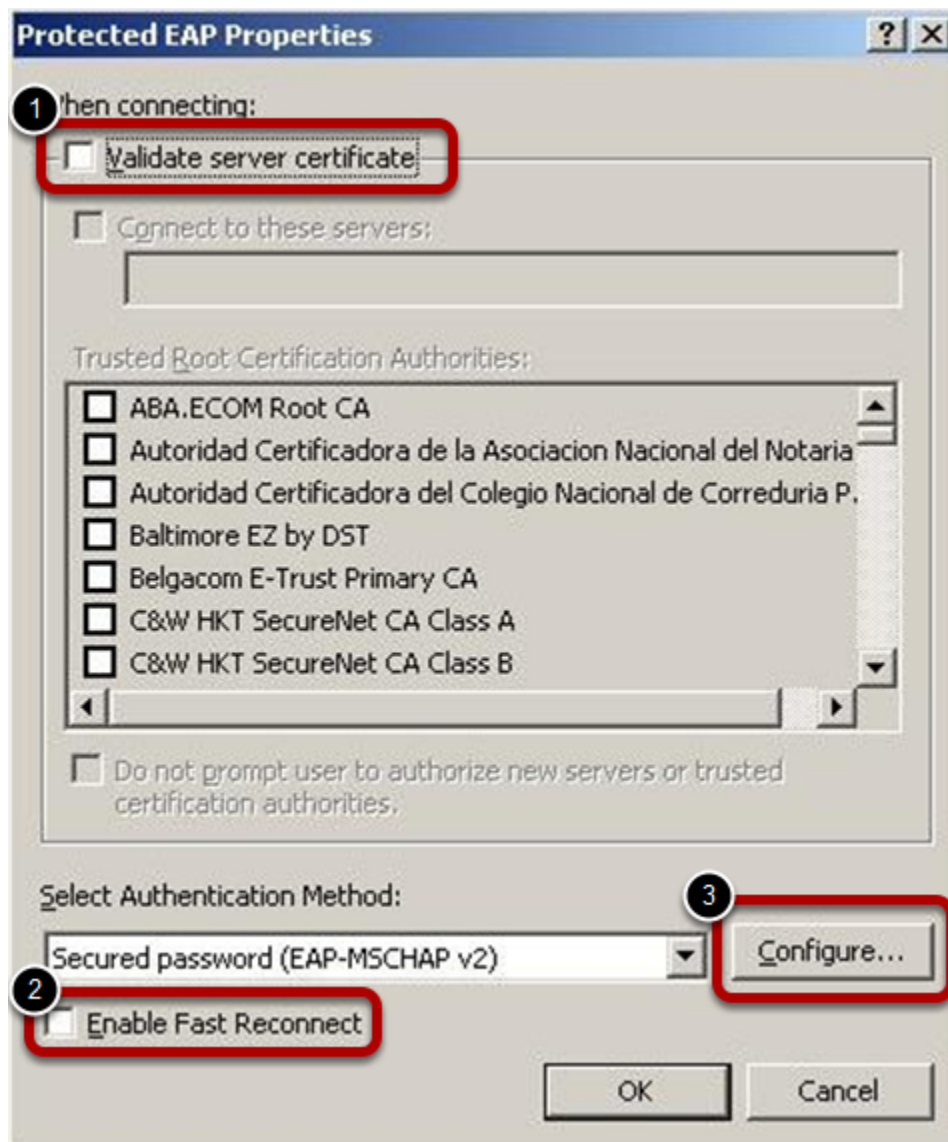 Protected EAP Properties
1
When connecting:
Validate server certificate
Connect to these servers:
Trusted Root Certification Authorities:
ABA.ECOM Root CA
Autoridad Certificadora de la Asociacion Nacional del Notaria
Autoridad Certificadora del Colegio Nacional de Correduria P.
Baltimore EZ by DST
Belgacom E-Trust Primary CA
C&W HKT SecureNet CA Class A
C&W HKT SecureNet CA Class B
Do not prompt user to authorize new servers or trusted
certification authorities.
Select Authentication Method:
3
Secured password (EAP-MSCHAP v2)
Configure...
2
Enable Fast Reconnect
OK
Cancel